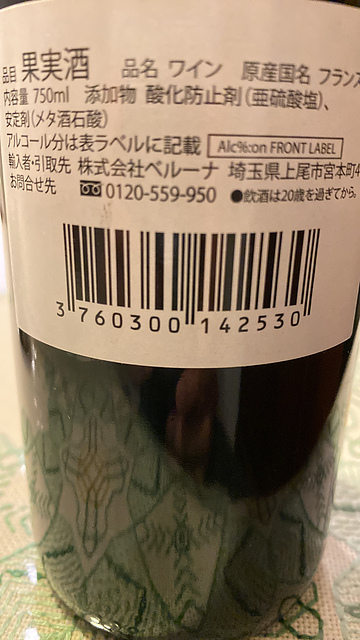 品目 果実酒 品名 ワイン 原産国名 フランス
内容量 750ml 添加物 酸化防止剤(亜硫酸塩)、
安定剤(メタ酒石酸)
アルコール分は表ラベルに記載 Alc%:on FRONT LABEL
輸入者・引取先 株式会社ベルーナ 埼玉県上尾市宮本町4
お問合せ先 0120-559-950 ●飲酒は20歳を過ぎてから。
3 760300 142530